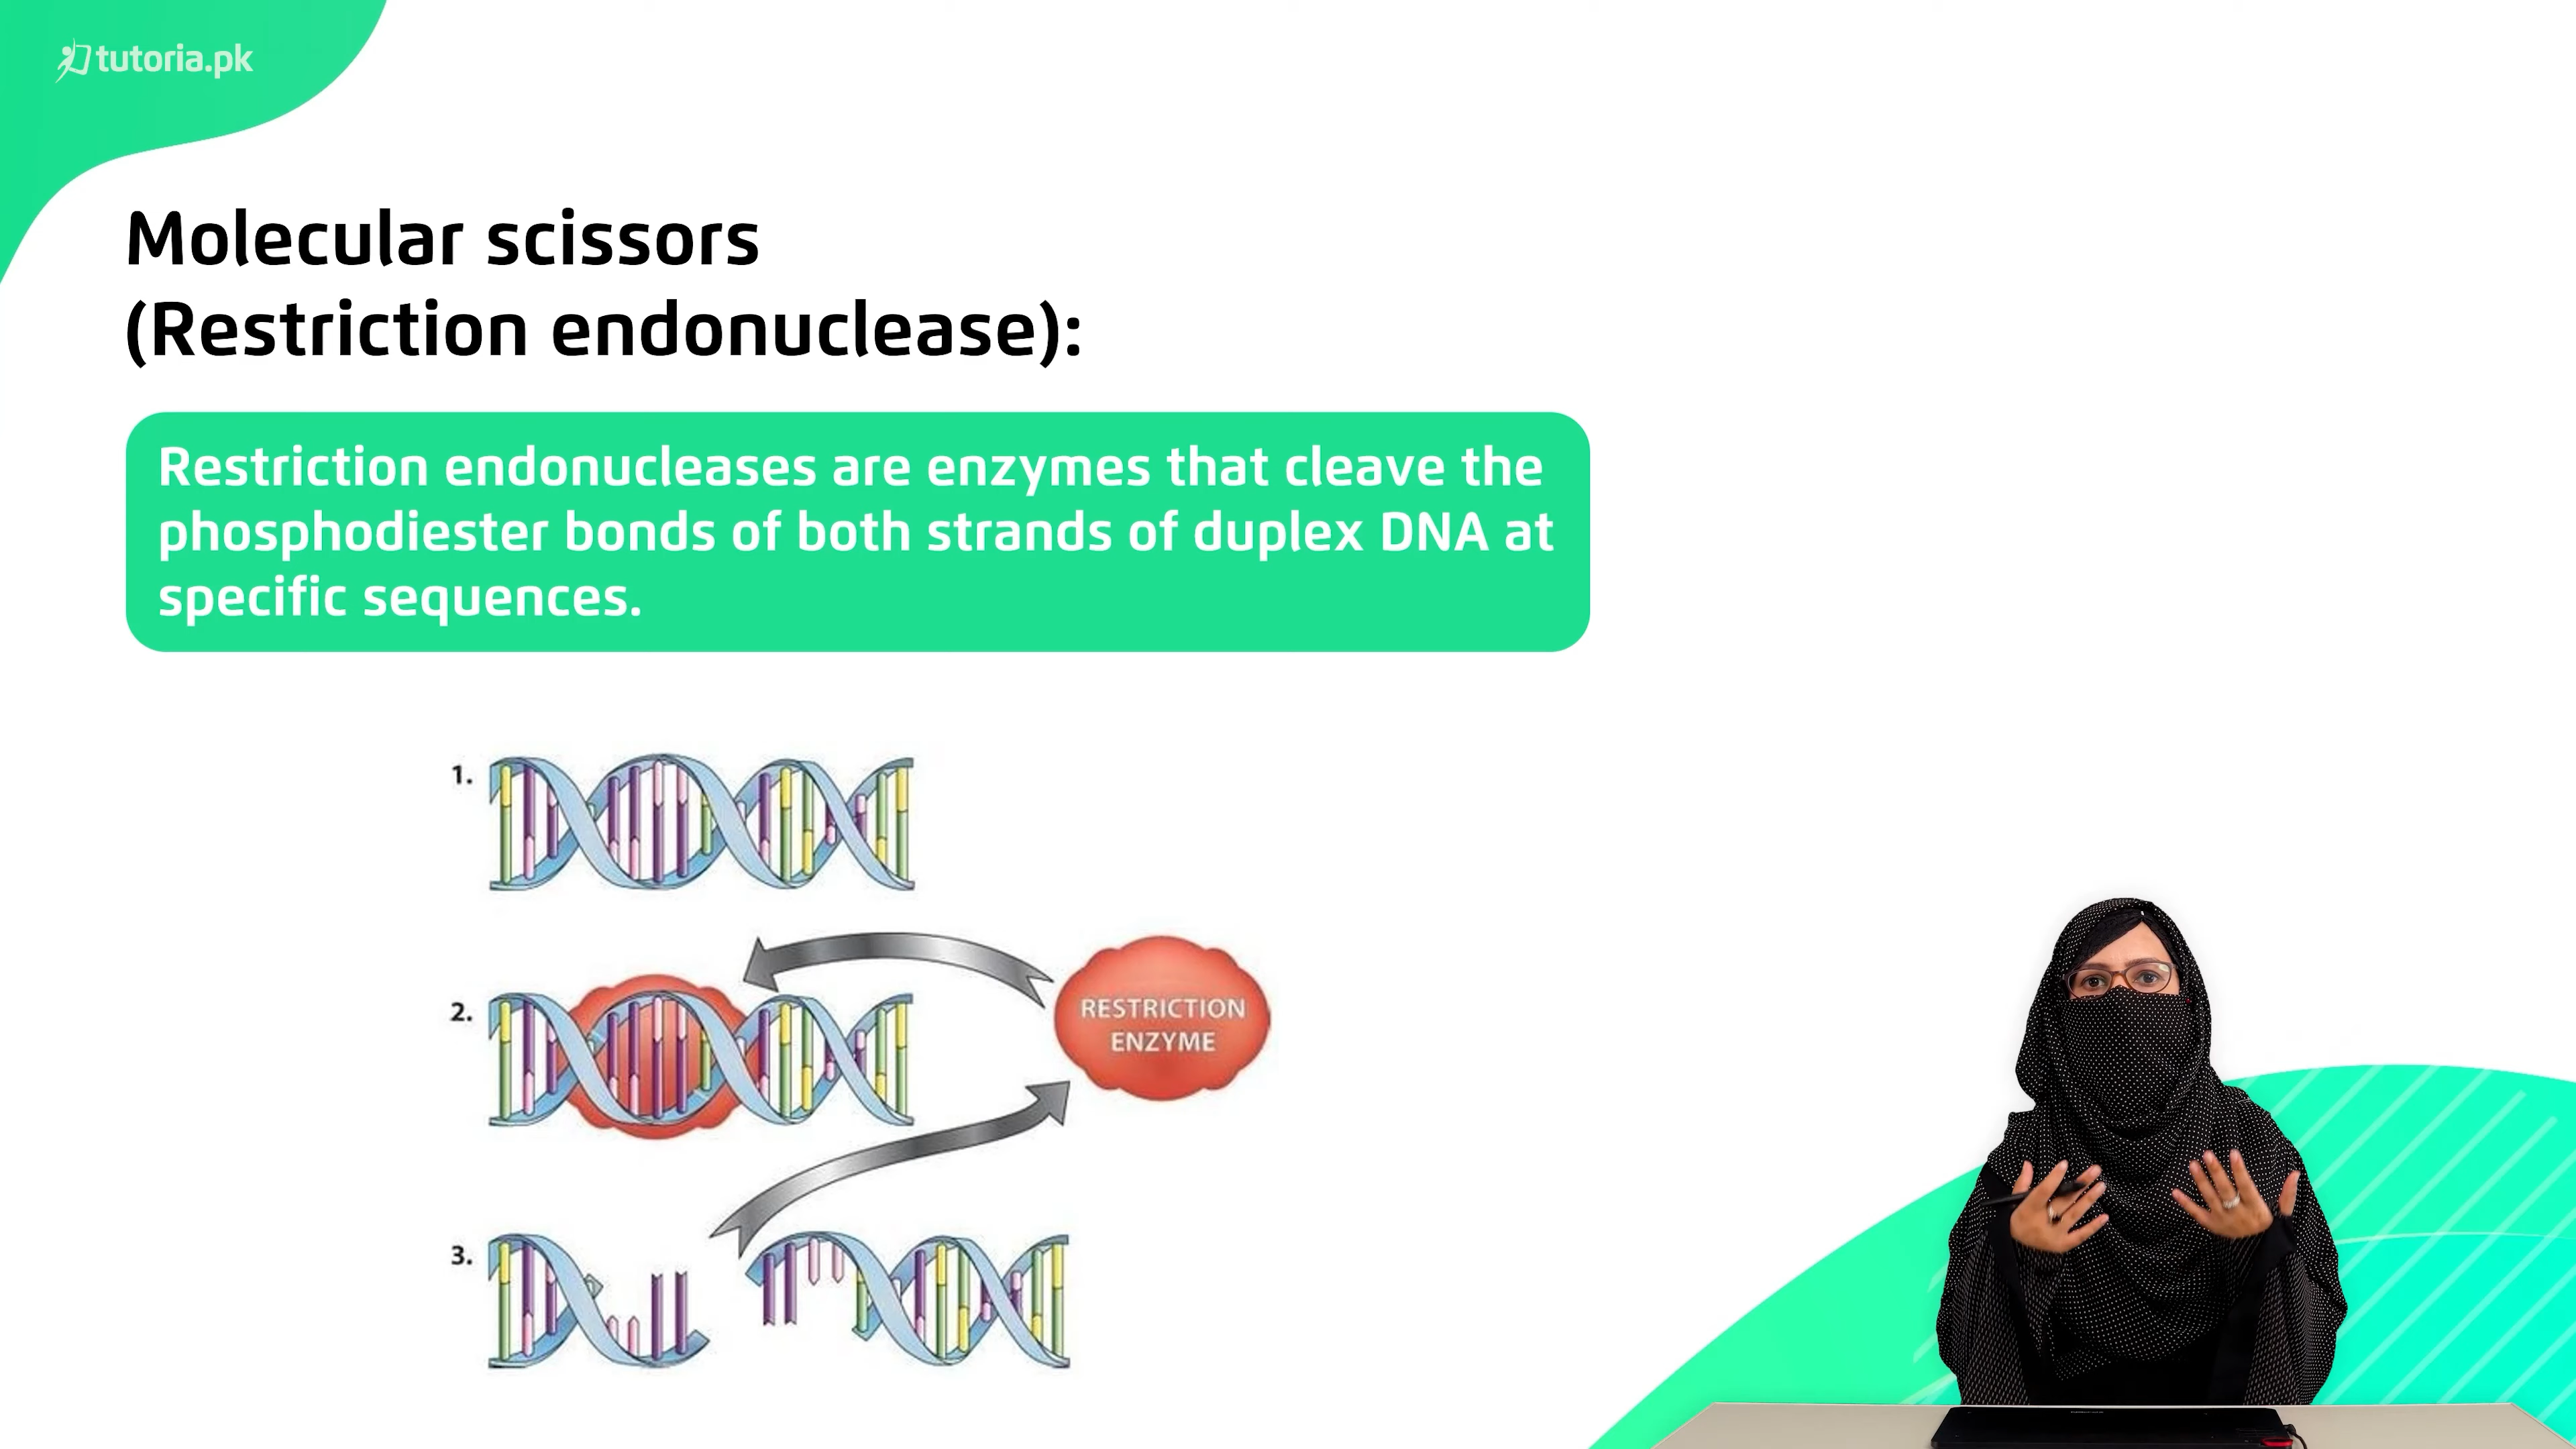 tutoria.pk
Molecular scissors
(Restriction endonuclease):
Restriction endonucleases are enzymes that cleave the
phosphodiester bonds of both strands of duplex DNA at
specific sequences.
1.
2.
RESTRICTION
ENZYME
3.